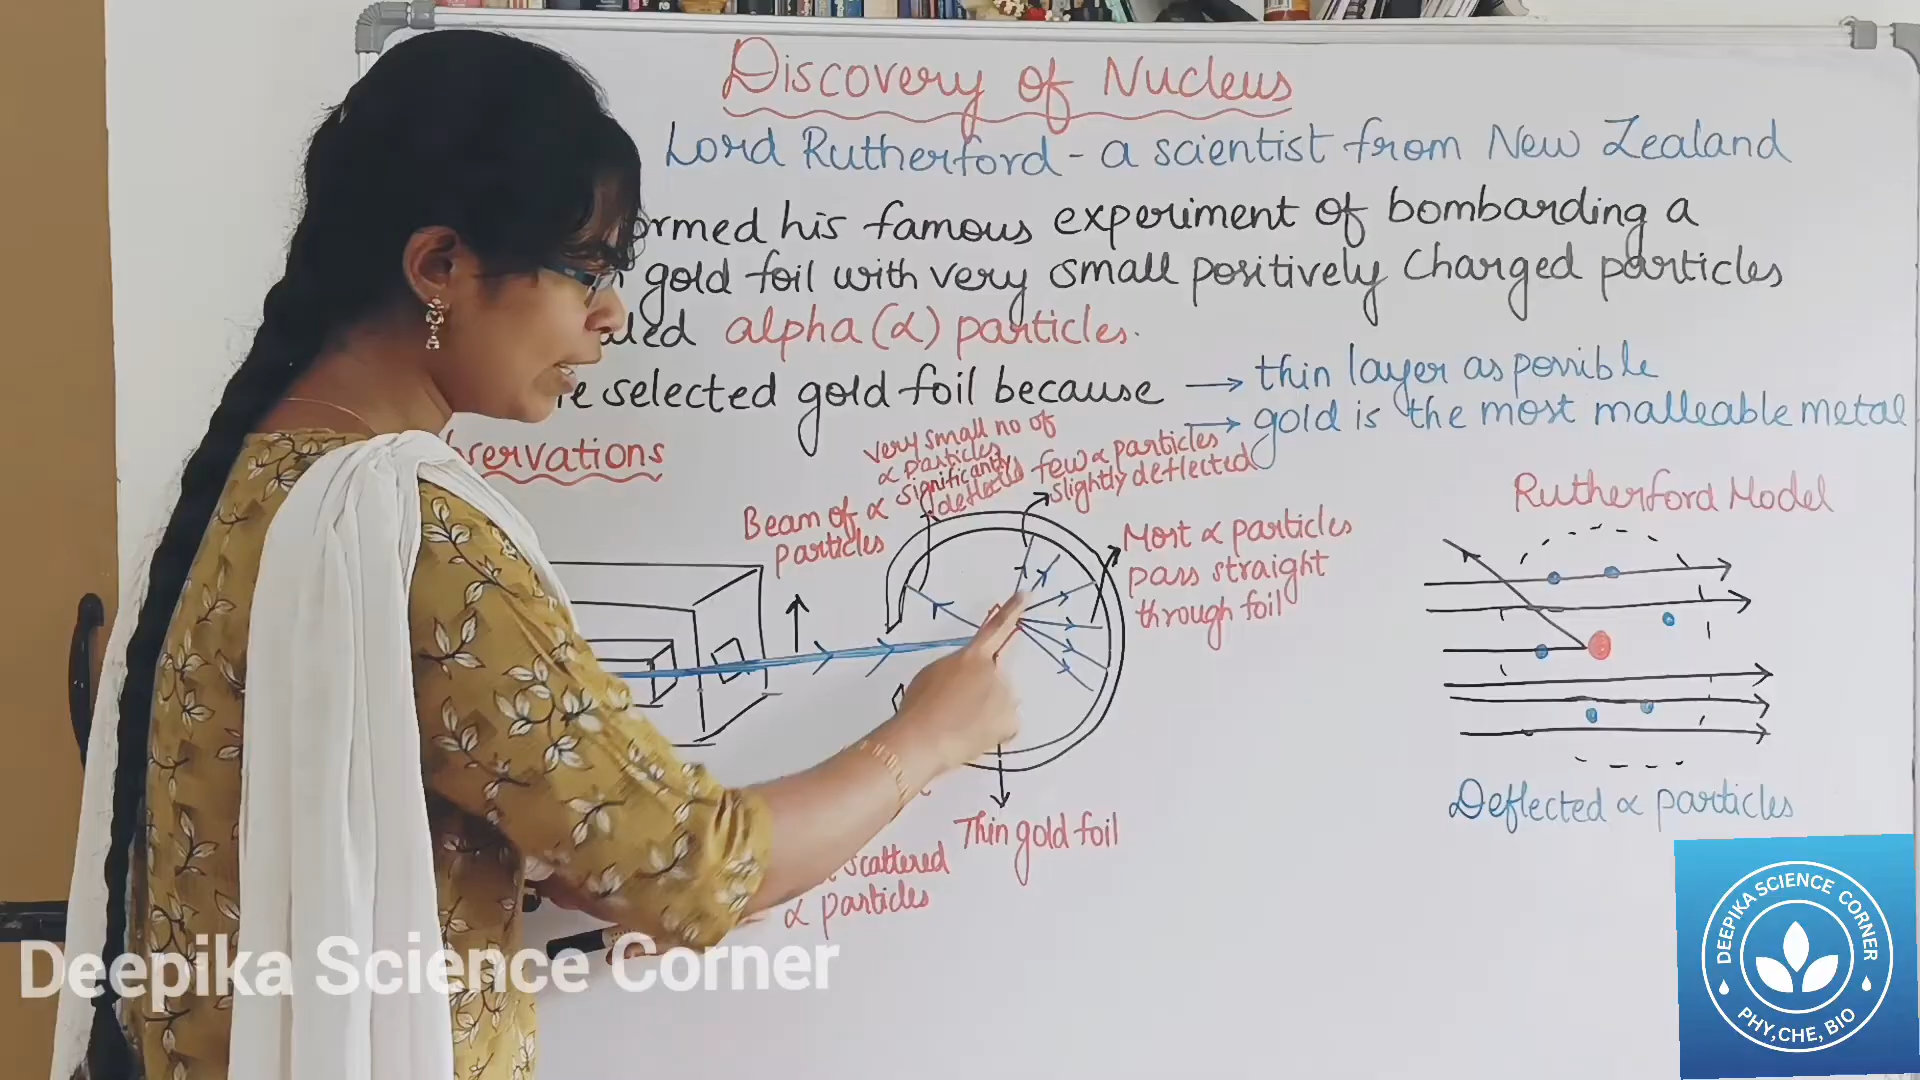 Discovery of Nucleus
Lord Rutherford - a scientist from New Zealand
ormed his famous experiment of bombarding a
gold foil with very small positively charged particles
alpha (α) particles.
selected gold foil because → thin layer as possible
→ gold is the most malleable metal
servations
very small no of
α particles
significantly
deflected
few α particles
slightly deflected
Beam of α
particles
Most α particles
pass straight
through foil
Rutherford Model
Deflected α particles
Thin gold foil
scattered
α particles
Deepika Science Corner
DEEPIKA SCIENCE CORNER
PHY,CHE, BIO